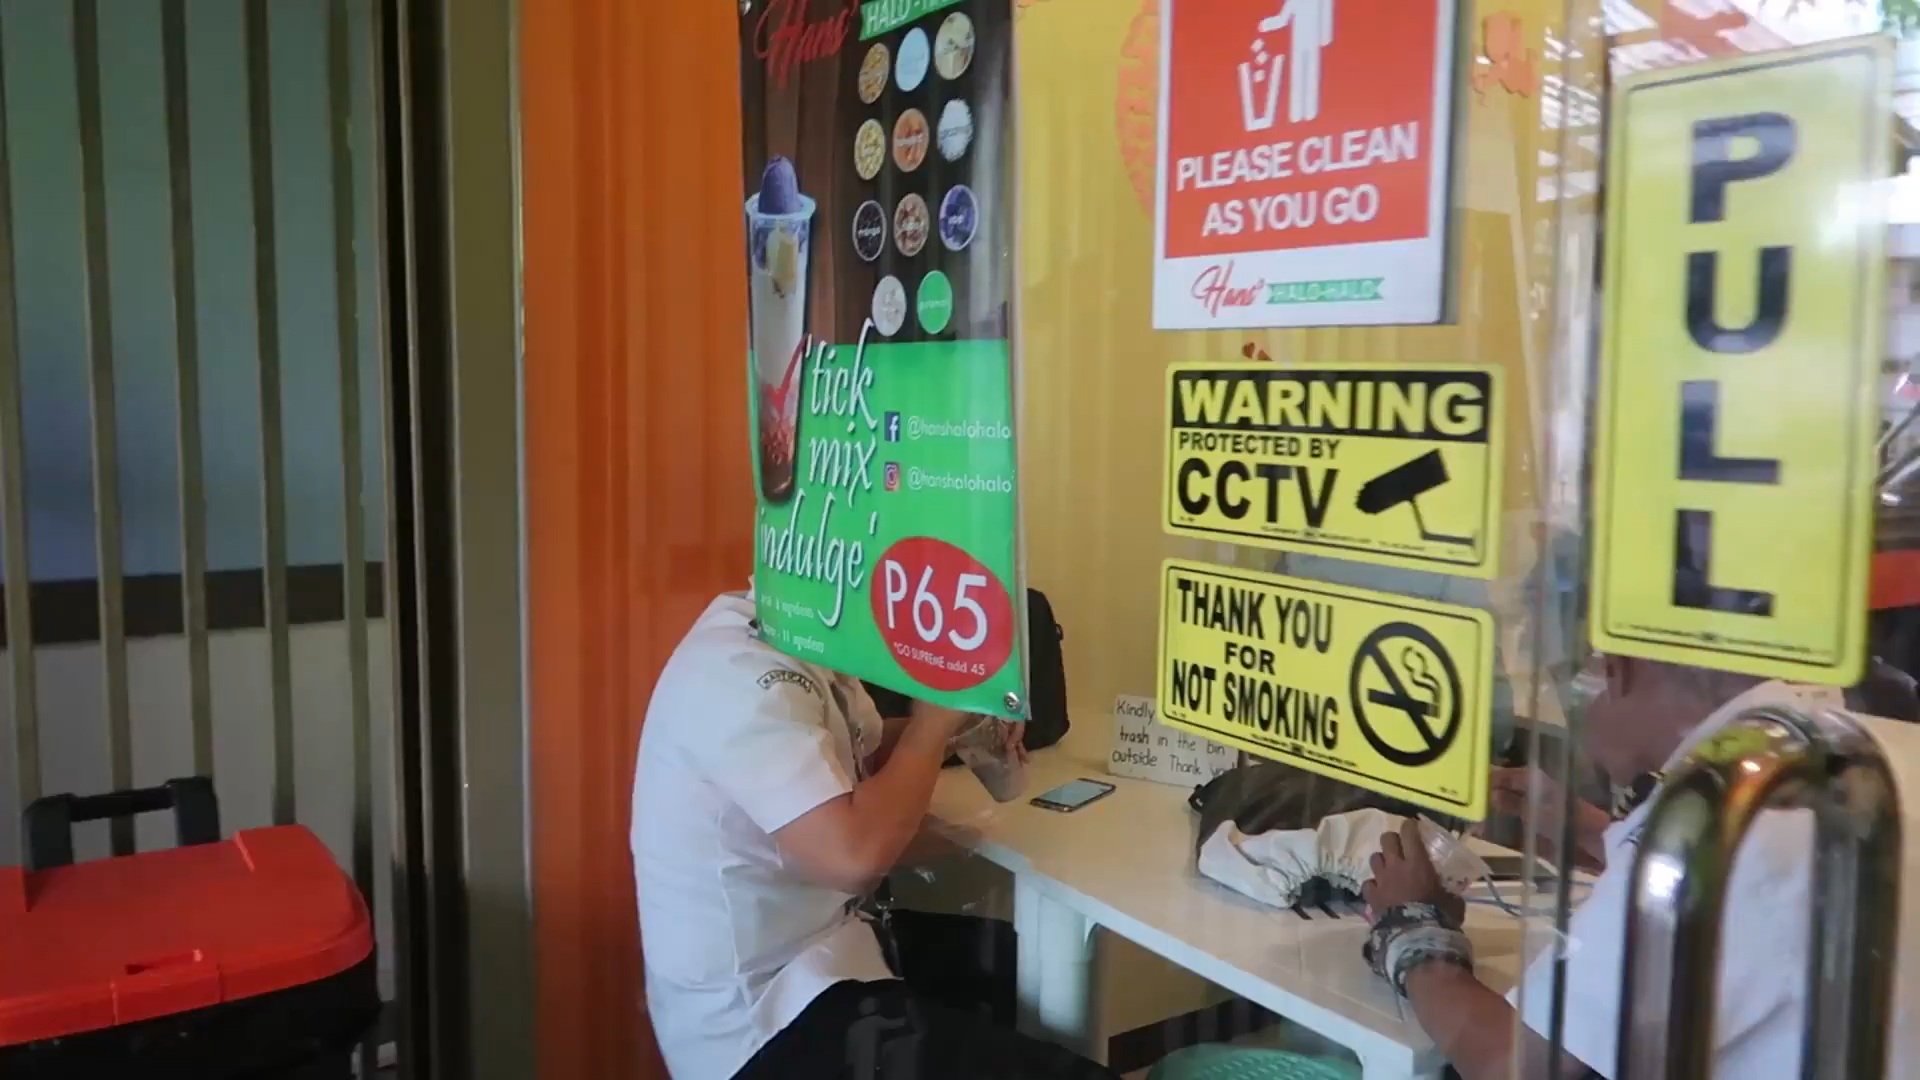 Hans'
HALO-HALO
'tick
mix
indulge'
@hanshalohalo
@hanshalohalo
P65
*GO SUPREME add 45
PLEASE CLEAN
AS YOU GO
Hans' HALO-HALO
WARNING
PROTECTED BY
CCTV
THANK YOU
FOR
NOT SMOKING
PULL
Kindly
trash in the bin
outside Thank you
NAUTICAL